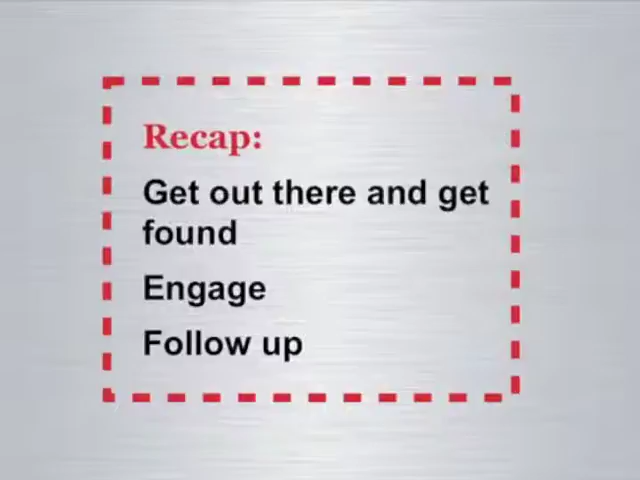 Recap:
Get out there and get
found
Engage
Follow up